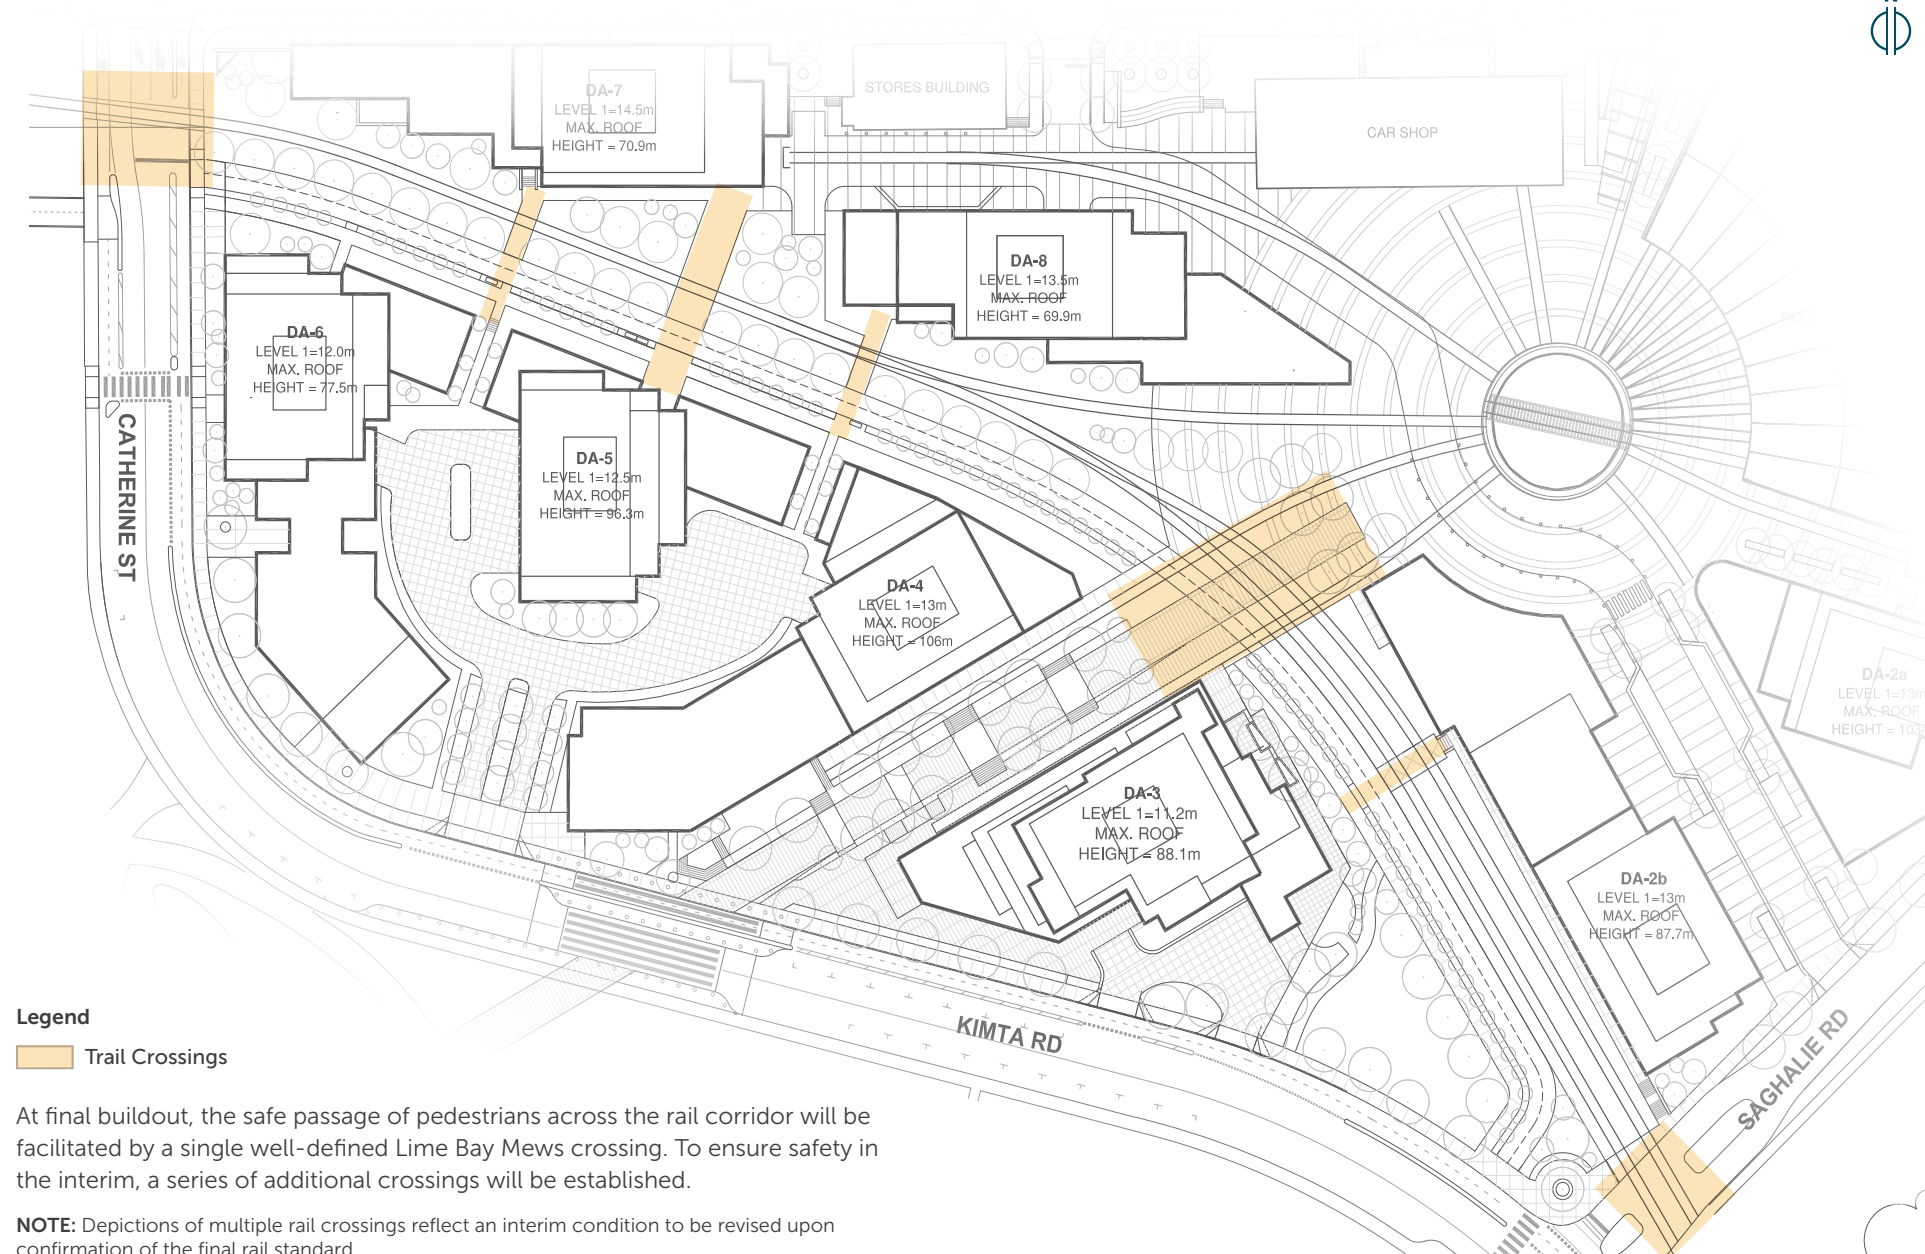 DA-7
LEVEL 1=14.5m
MAX. ROOF
HEIGHT = 70.9m
STORES BUILDING
CAR SHOP
DA-8
LEVEL 1=13.5m
MAX. ROOF
HEIGHT = 69.9m
DA-6
LEVEL 1=12.0m
MAX. ROOF
HEIGHT = 77.5m
CATHERINE ST
DA-5
LEVEL 1=12.5m
MAX. ROOF
HEIGHT = 96.3m
DA-4
LEVEL 1=13m
MAX. ROOF
HEIGHT = 106m
DA-2a
LEVEL 1=13m
MAX. ROOF
DA-3
LEVEL 1=11.2m
MAX. ROOF
HEIGHT = 88.1m
DA-2b
LEVEL 1=13m
MAX. ROOF
HEIGHT = 87.7m
KIMTA RD
SAGHALIE RD
Legend
Trail Crossings
At final buildout, the safe passage of pedestrians across the rail corridor will be
facilitated by a single well-defined Lime Bay Mews crossing. To ensure safety in
the interim, a series of additional crossings will be established.
NOTE: Depictions of multiple rail crossings reflect an interim condition to be revised upon
confirmation of the final rail standard